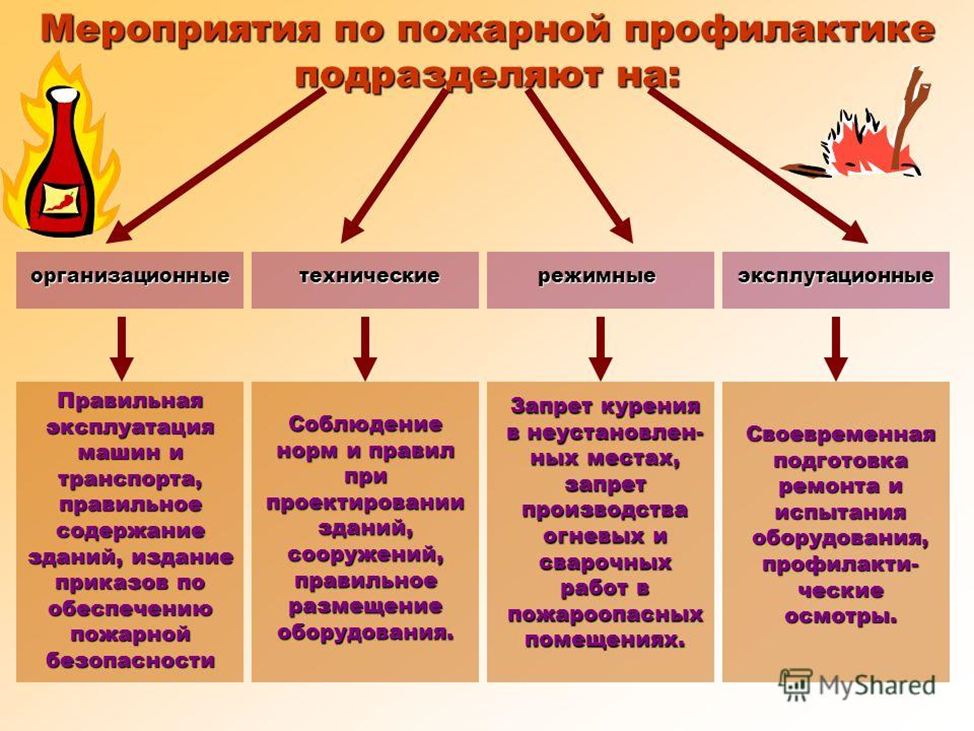 Мероприятия по пожарной профилактике
подразделяют на:
организационные
технические
режимные
эксплутационные
Правильная
эксплуатация
машин и
транспорта,
правильное
содержание
зданий, издание
приказов по
обеспечению
пожарной
безопасности
Соблюдение
норм и правил
при
проектировании
зданий,
сооружений,
правильное
размещение
оборудования.
Запрет курения
в неустановлен-
ных местах,
запрет
производства
огневых и
сварочных
работ в
пожароопасных
помещениях.
Своевременная
подготовка
ремонта и
испытания
оборудования,
профилакти-
ческие
осмотры.
MyShared